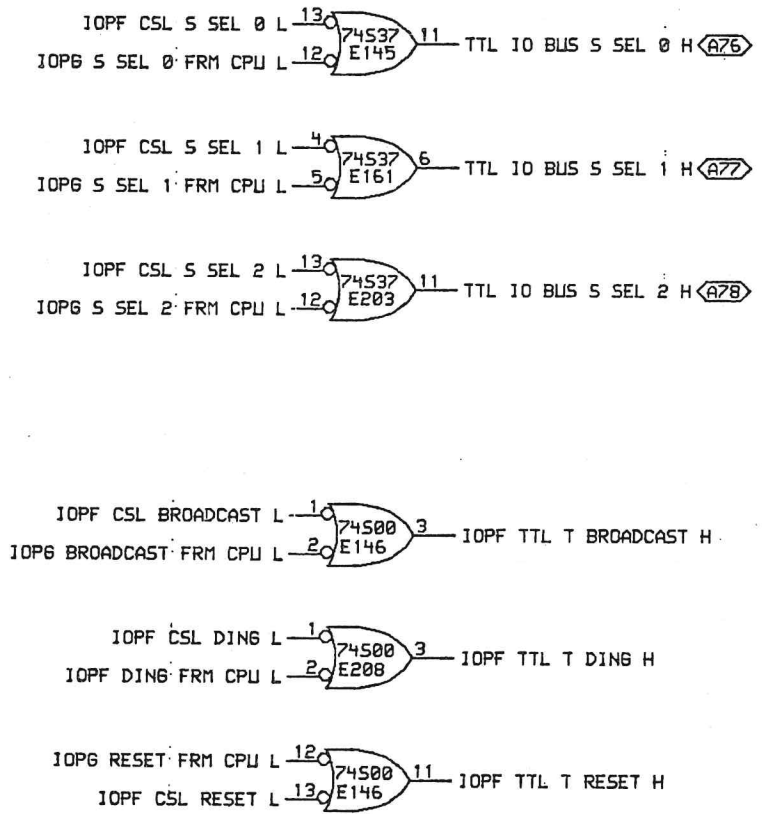 IOPF CSL S SEL 0 L 13
74S37 11 TTL IO BUS S SEL 0 H A76
IOPG S SEL 0 FRM CPU L 12 E145
IOPF CSL S SEL 1 L 4
74S37 6 TTL IO BUS S SEL 1 H A77
IOPG S SEL 1 FRM CPU L 5 E161
IOPF CSL S SEL 2 L 13
74S37 11 TTL IO BUS S SEL 2 H A78
IOPG S SEL 2 FRM CPU L 12 E203
IOPF CSL BROADCAST L 1
74S00 3 IOPF TTL T BROADCAST H
IOPG BROADCAST FRM CPU L 2 E146
IOPF CSL DING L 1
74S00 3 IOPF TTL T DING H
IOPF DING FRM CPU L 2 E208
IOPG RESET FRM CPU L 12
74S00 11 IOPF TTL T RESET H
IOPF CSL RESET L 13 E146